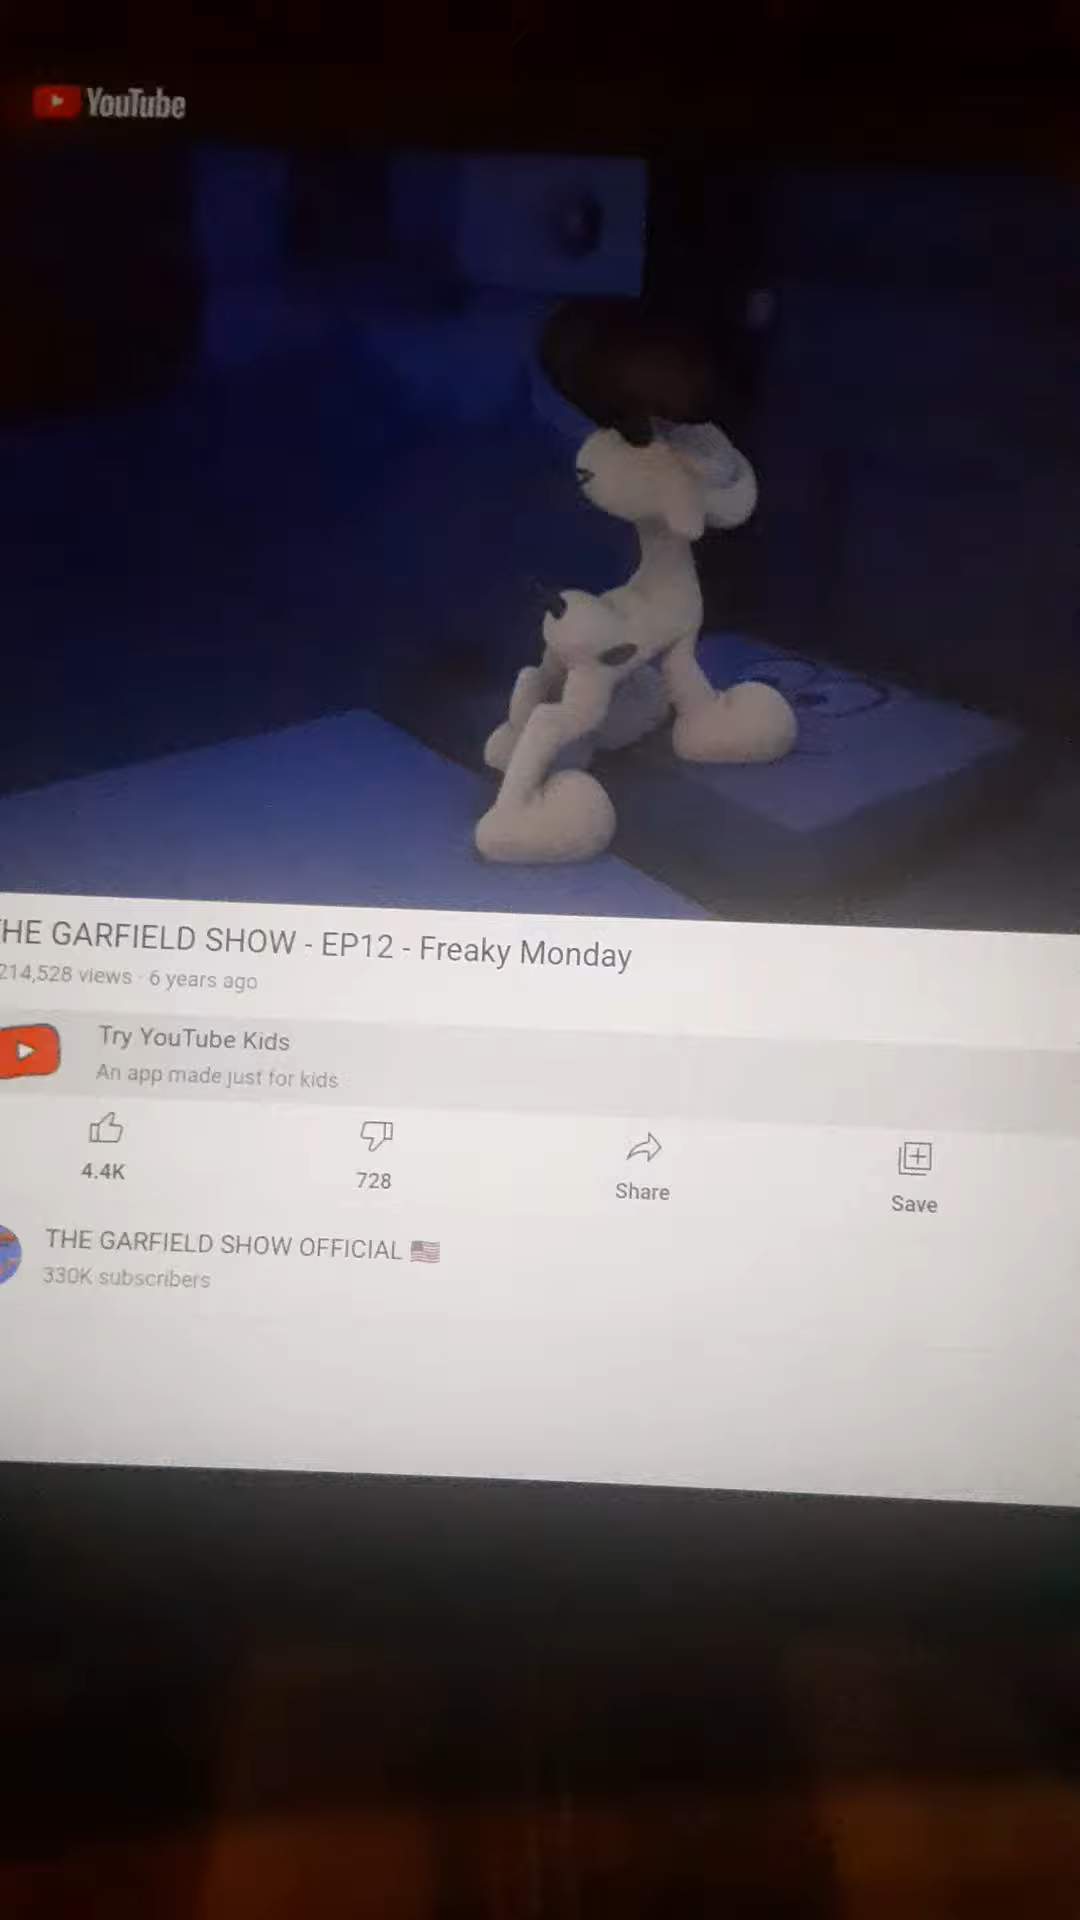 YouTube
THE GARFIELD SHOW - EP12 - Freaky Monday
214,528 views · 6 years ago
Try YouTube Kids
An app made just for kids
4.4K
728
Share
Save
THE GARFIELD SHOW OFFICIAL 🇺🇸
330K subscribers